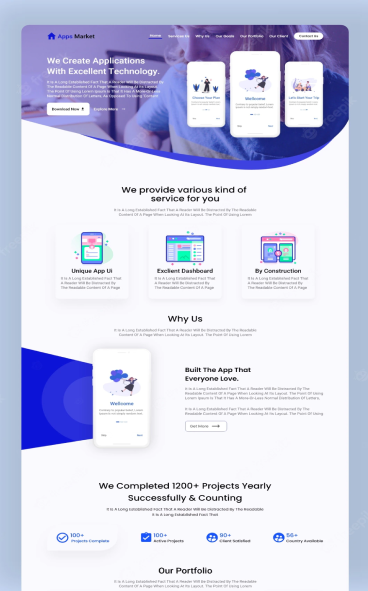 Apps Market
Home Services Us Why Us Our Goals Our Portfolio Our Client Contact Us
We Create Applications
With Excellent Technology.
It Is A Long Established Fact That A Reader Will Be Distracted By
The Readable Content Of A Page When Looking At Its Layout.
The Point Of Using Lorem Ipsum Is That It Has A More-Or-Less
Normal Distribution Of Letters, As Opposed To Using 'Content
Download Now
Explore More
Choose Your Plan
Wellcome
Let's Start Your Trip
We provide various kind of
service for you
It Is A Long Established Fact That A Reader Will Be Distracted By The Readable
Content Of A Page When Looking At Its Layout. The Point Of Using Lorem
Unique App Ui
It Is A Long Established Fact That
A Reader Will Be Distracted By
The Readable Content Of A Page
Exclient Dashboard
It Is A Long Established Fact That
A Reader Will Be Distracted By
The Readable Content Of A Page
By Construction
It Is A Long Established Fact That
A Reader Will Be Distracted By
The Readable Content Of A Page
Why Us
It Is A Long Established Fact That A Reader Will Be Distracted By The Readable
Content Of A Page When Looking At Its Layout. The Point Of Using Lorem
Wellcome
Built The App That
Everyone Love.
It Is A Long Established Fact That A Reader Will Be Distracted By The
Readable Content Of A Page When Looking At Its Layout. The Point Of Using
Lorem Ipsum Is That It Has A More-Or-Less Normal Distribution Of Letters,
It Is A Long Established Fact That A Reader Will Be Distracted By The
Readable Content Of A Page When Looking At Its Layout. The Point Of Using
We Completed 1200+ Projects Yearly
Successfully & Counting
It Is A Long Established Fact That A Reader Will Be Distracted By The Readable
It Is A Long Established Fact That
100+
Projects Complete
100+
Active Projects
90+
Client Satisfied
56+
Country Available
Our Portfolio
It Is A Long Established Fact That A Reader Will Be Distracted By The Readable
Content Of A Page When Looking At Its Layout. The Point Of Using Lorem